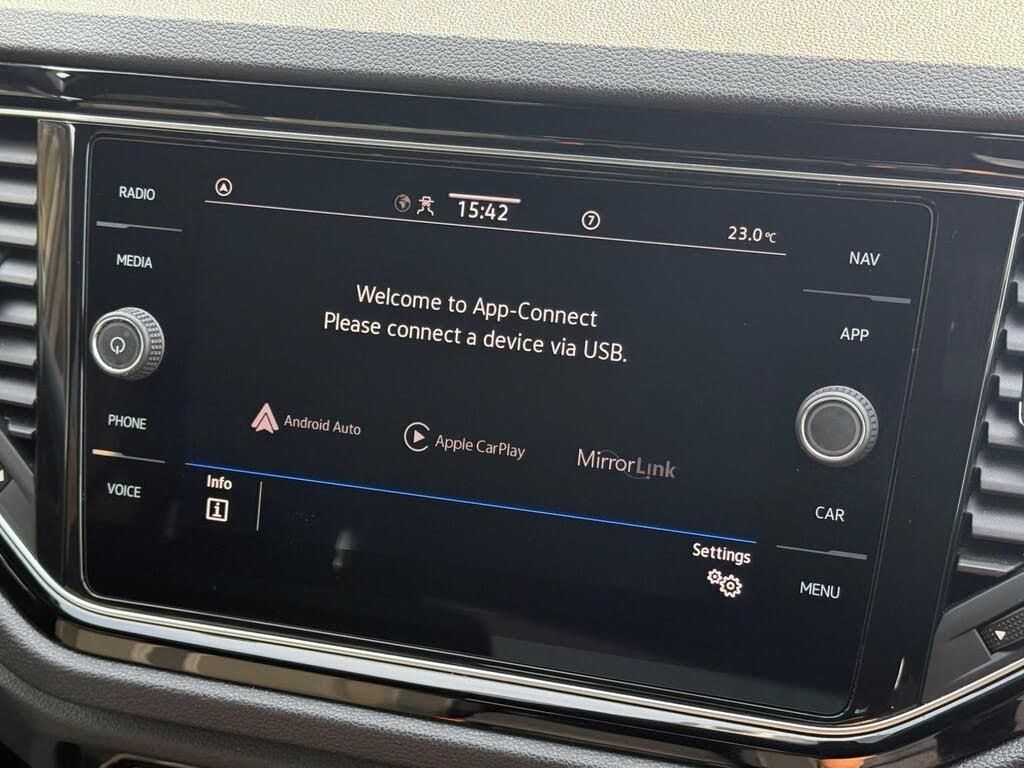 RADIO
MEDIA
PHONE
VOICE
15:42
7
23.0°C
Welcome to App-Connect
Please connect a device via USB.
Android Auto
Apple CarPlay
MirrorLink
Info
i
Settings
NAV
APP
CAR
MENU